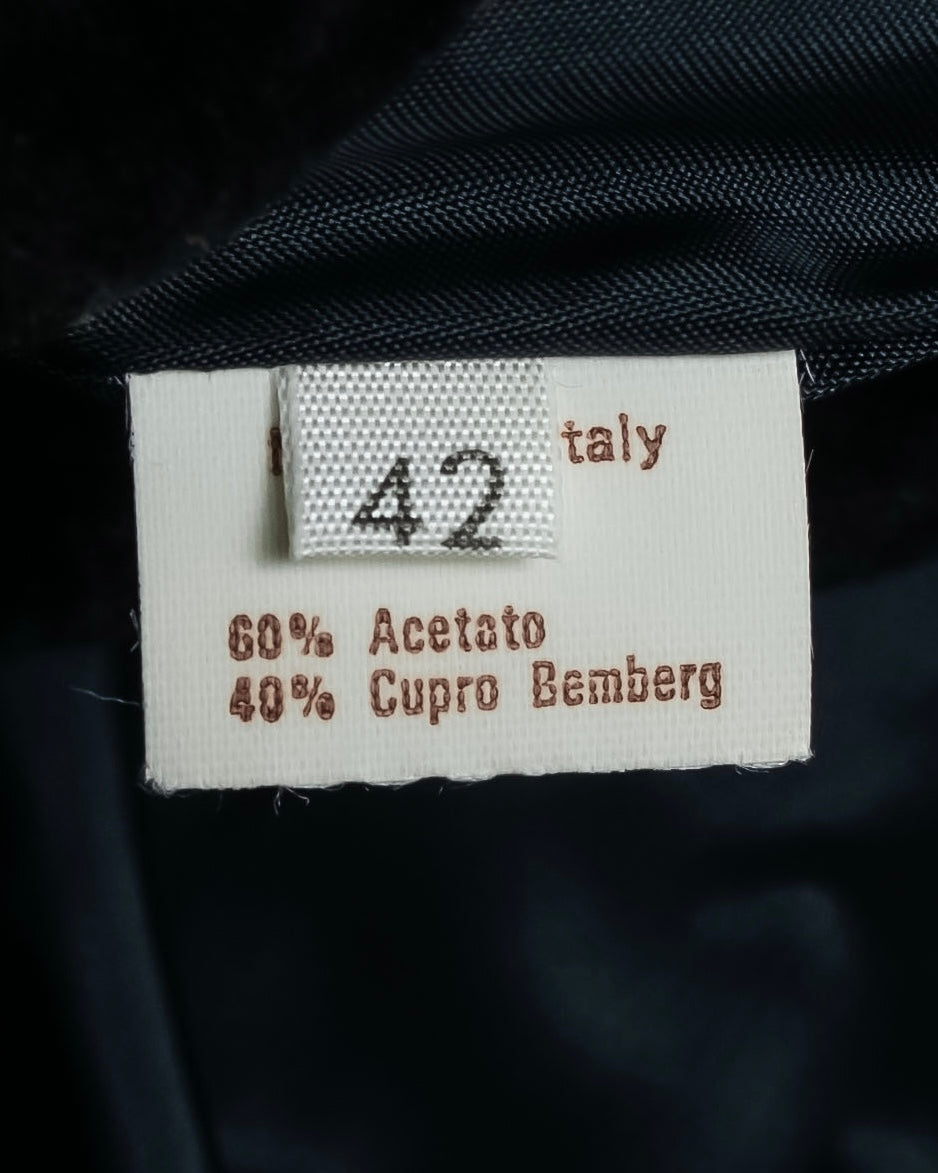 taly
42
60% Acetato
40% Cupro Bemberg